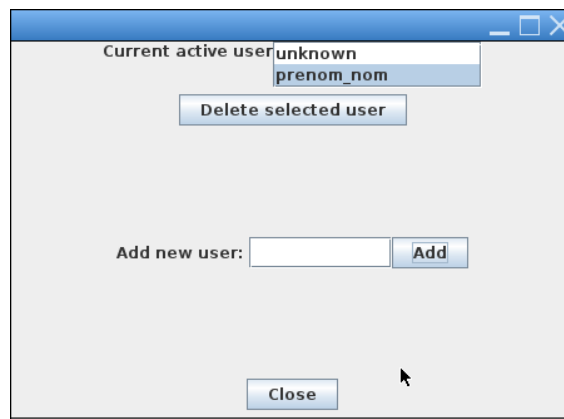 Current active user
unknown
prenom_nom
Delete selected user
Add new user:
Add
Close